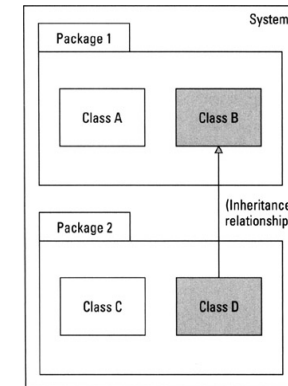 System
Package 1
Class A
Class B
(Inheritance
relationship
Package 2
Class C
Class D